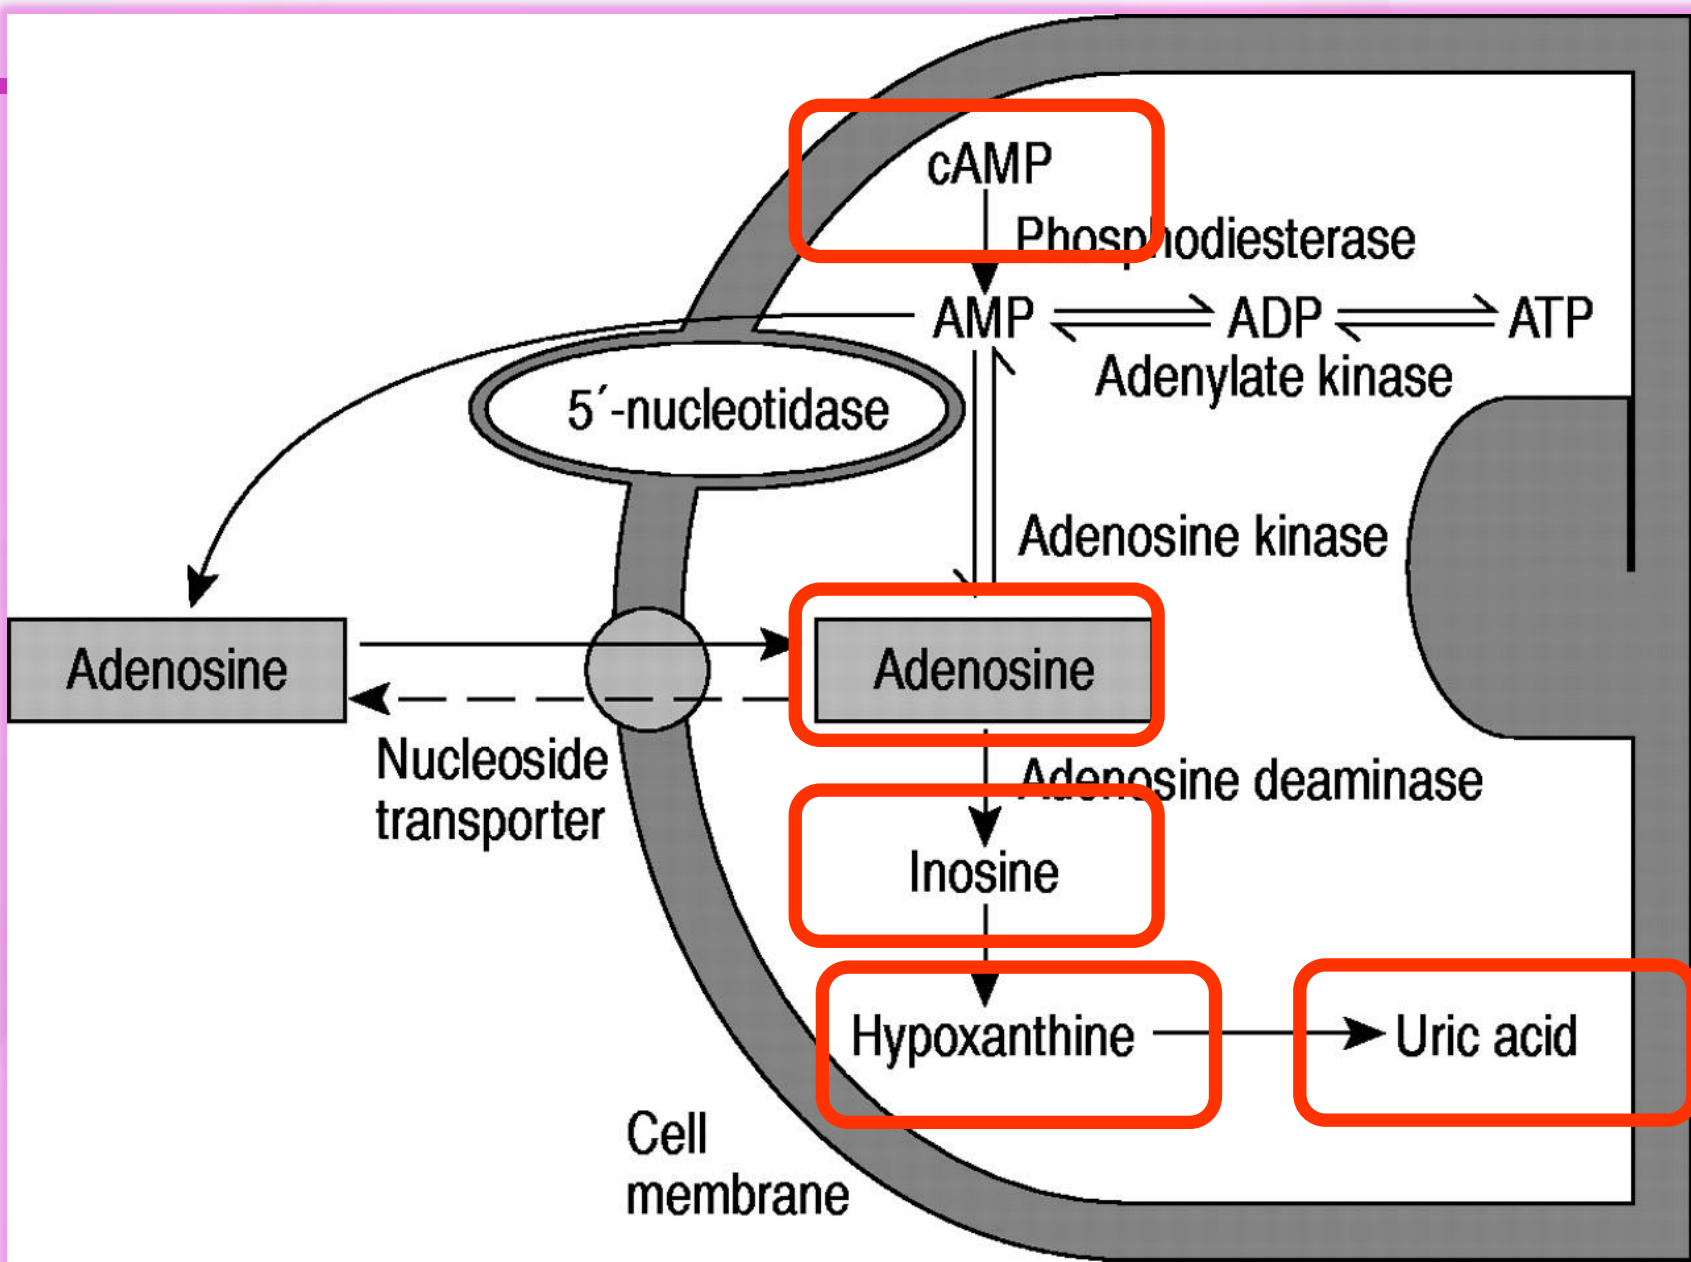 cAMP
Phosphodiesterase
AMP ADP ATP
Adenylate kinase
5´-nucleotidase
Adenosine kinase
Adenosine
Adenosine
Nucleoside
transporter
Adenosine deaminase
Inosine
Hypoxanthine
Uric acid
Cell
membrane